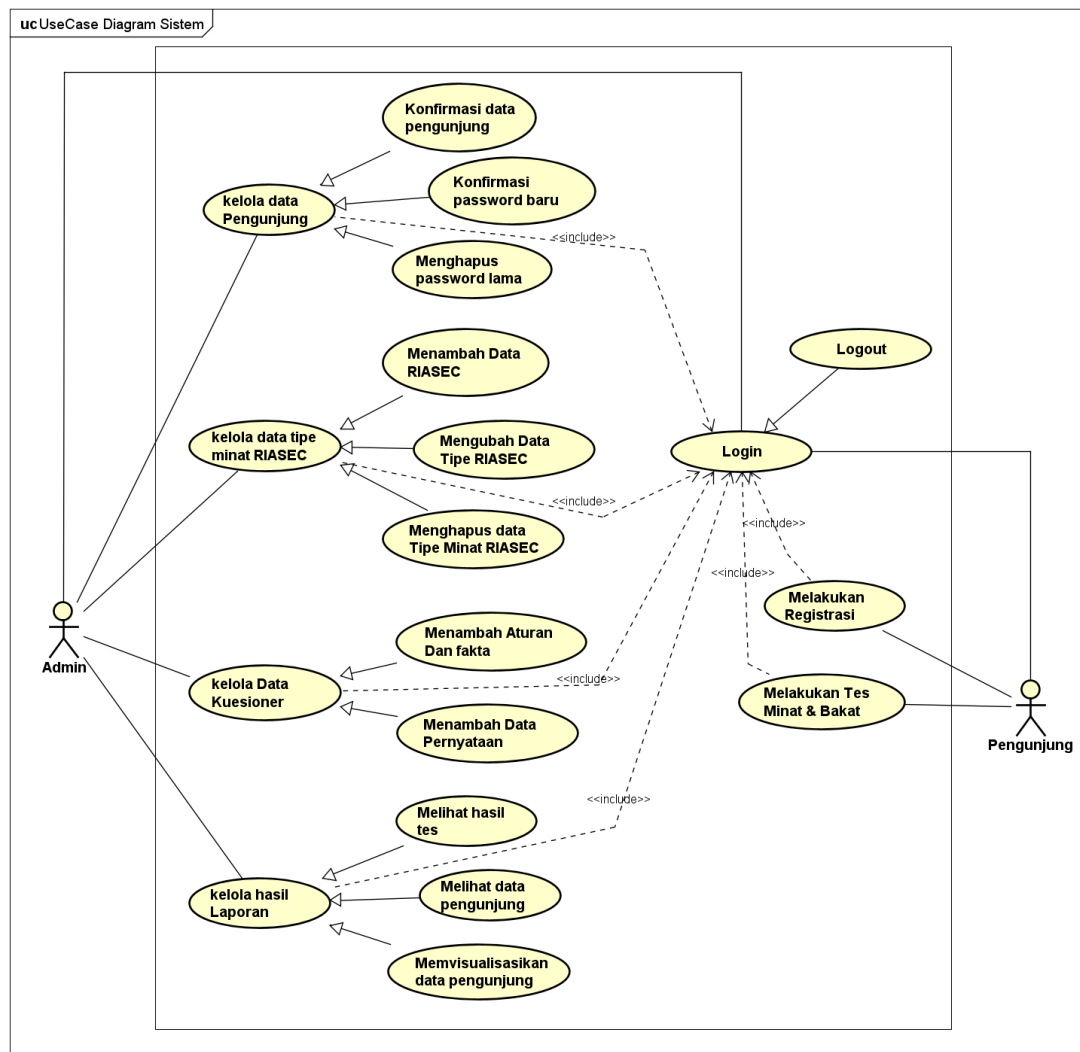 uc UseCase Diagram Sistem
Konfirmasi data
pengunjung
Konfirmasi
password baru
kelola data
Pengunjung
<<include>>
Menghapus
password lama
Menambah Data
RIASEC
Logout
kelola data tipe
minat RIASEC
Mengubah Data
Tipe RIASEC
Login
<<include>>
Menghapus data
Tipe Minat RIASEC
<<include>>
<<include>>
Melakukan
Registrasi
Admin
Menambah Aturan
Dan fakta
kelola Data
Kuesioner
<<include>>
Melakukan Tes
Minat & Bakat
Pengunjung
Menambah Data
Pernyataan
<<include>>
Melihat hasil
tes
kelola hasil
Laporan
Melihat data
pengunjung
Memvisualisasikan
data pengunjung